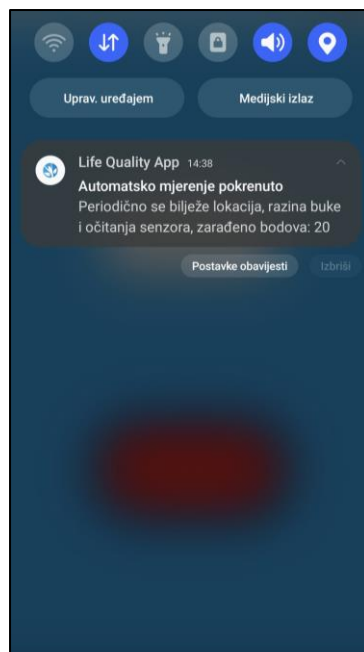 Uprav. uređajem Medijski izlaz
Life Quality App 14:38
Automatsko mjerenje pokrenuto
Periodično se bilježe lokacija, razina buke
i očitanja senzora, zarađeno bodova: 20
Postavke obavijesti Izbriši